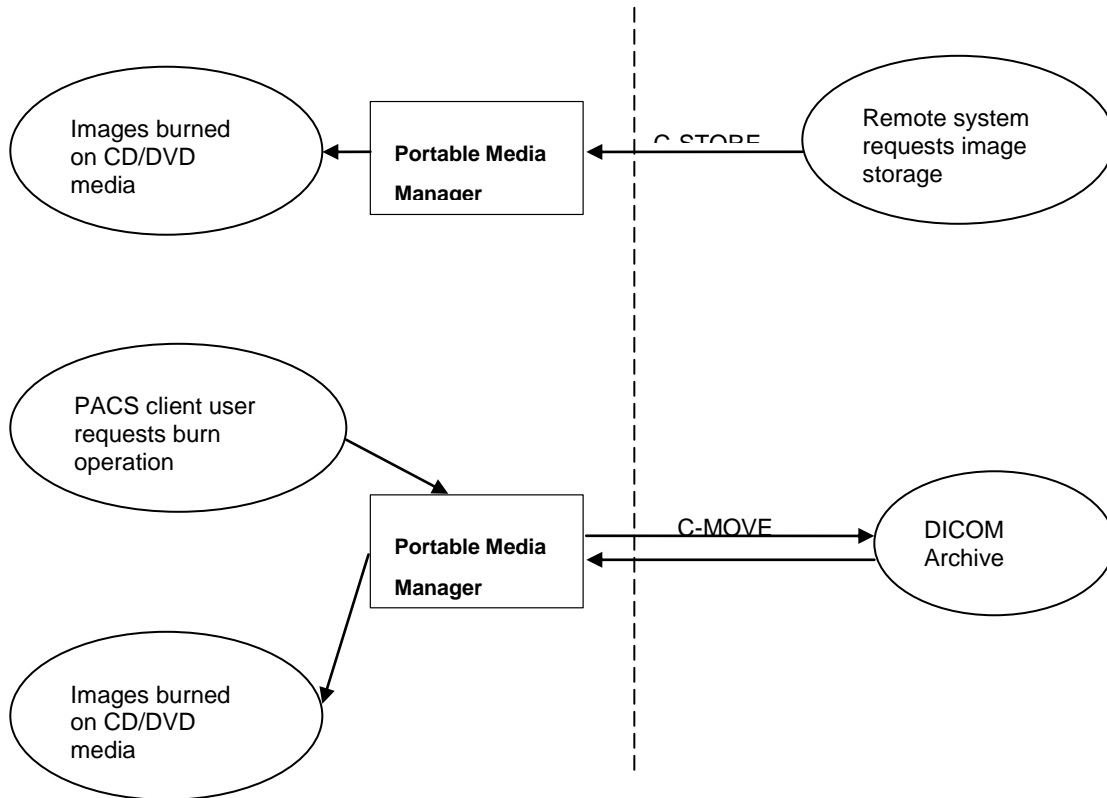 Images burned
on CD/DVD
media
Portable Media
Manager
C-STORE
Remote system
requests image
storage
PACS client user
requests burn
operation
Portable Media
Manager
C-MOVE
DICOM
Archive
Images burned
on CD/DVD
media